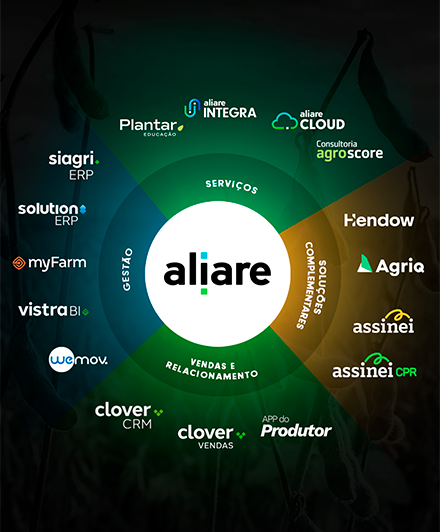 aliare
INTEGRA
aliare
CLOUD
Plantar
EDUCAÇÃO
Consultoria
agroscore
siagri
ERP
SERVIÇOS
solution
ERP
Hendow
myFarm
GESTÃO
aliare
SOLUÇÕES
COMPLEMENTARES
Agriq
vistra BI
assinei
wemov.
VENDAS E
RELACIONAMENTO
assinei CPR
clover
CRM
clover
VENDAS
APP do
Produtor